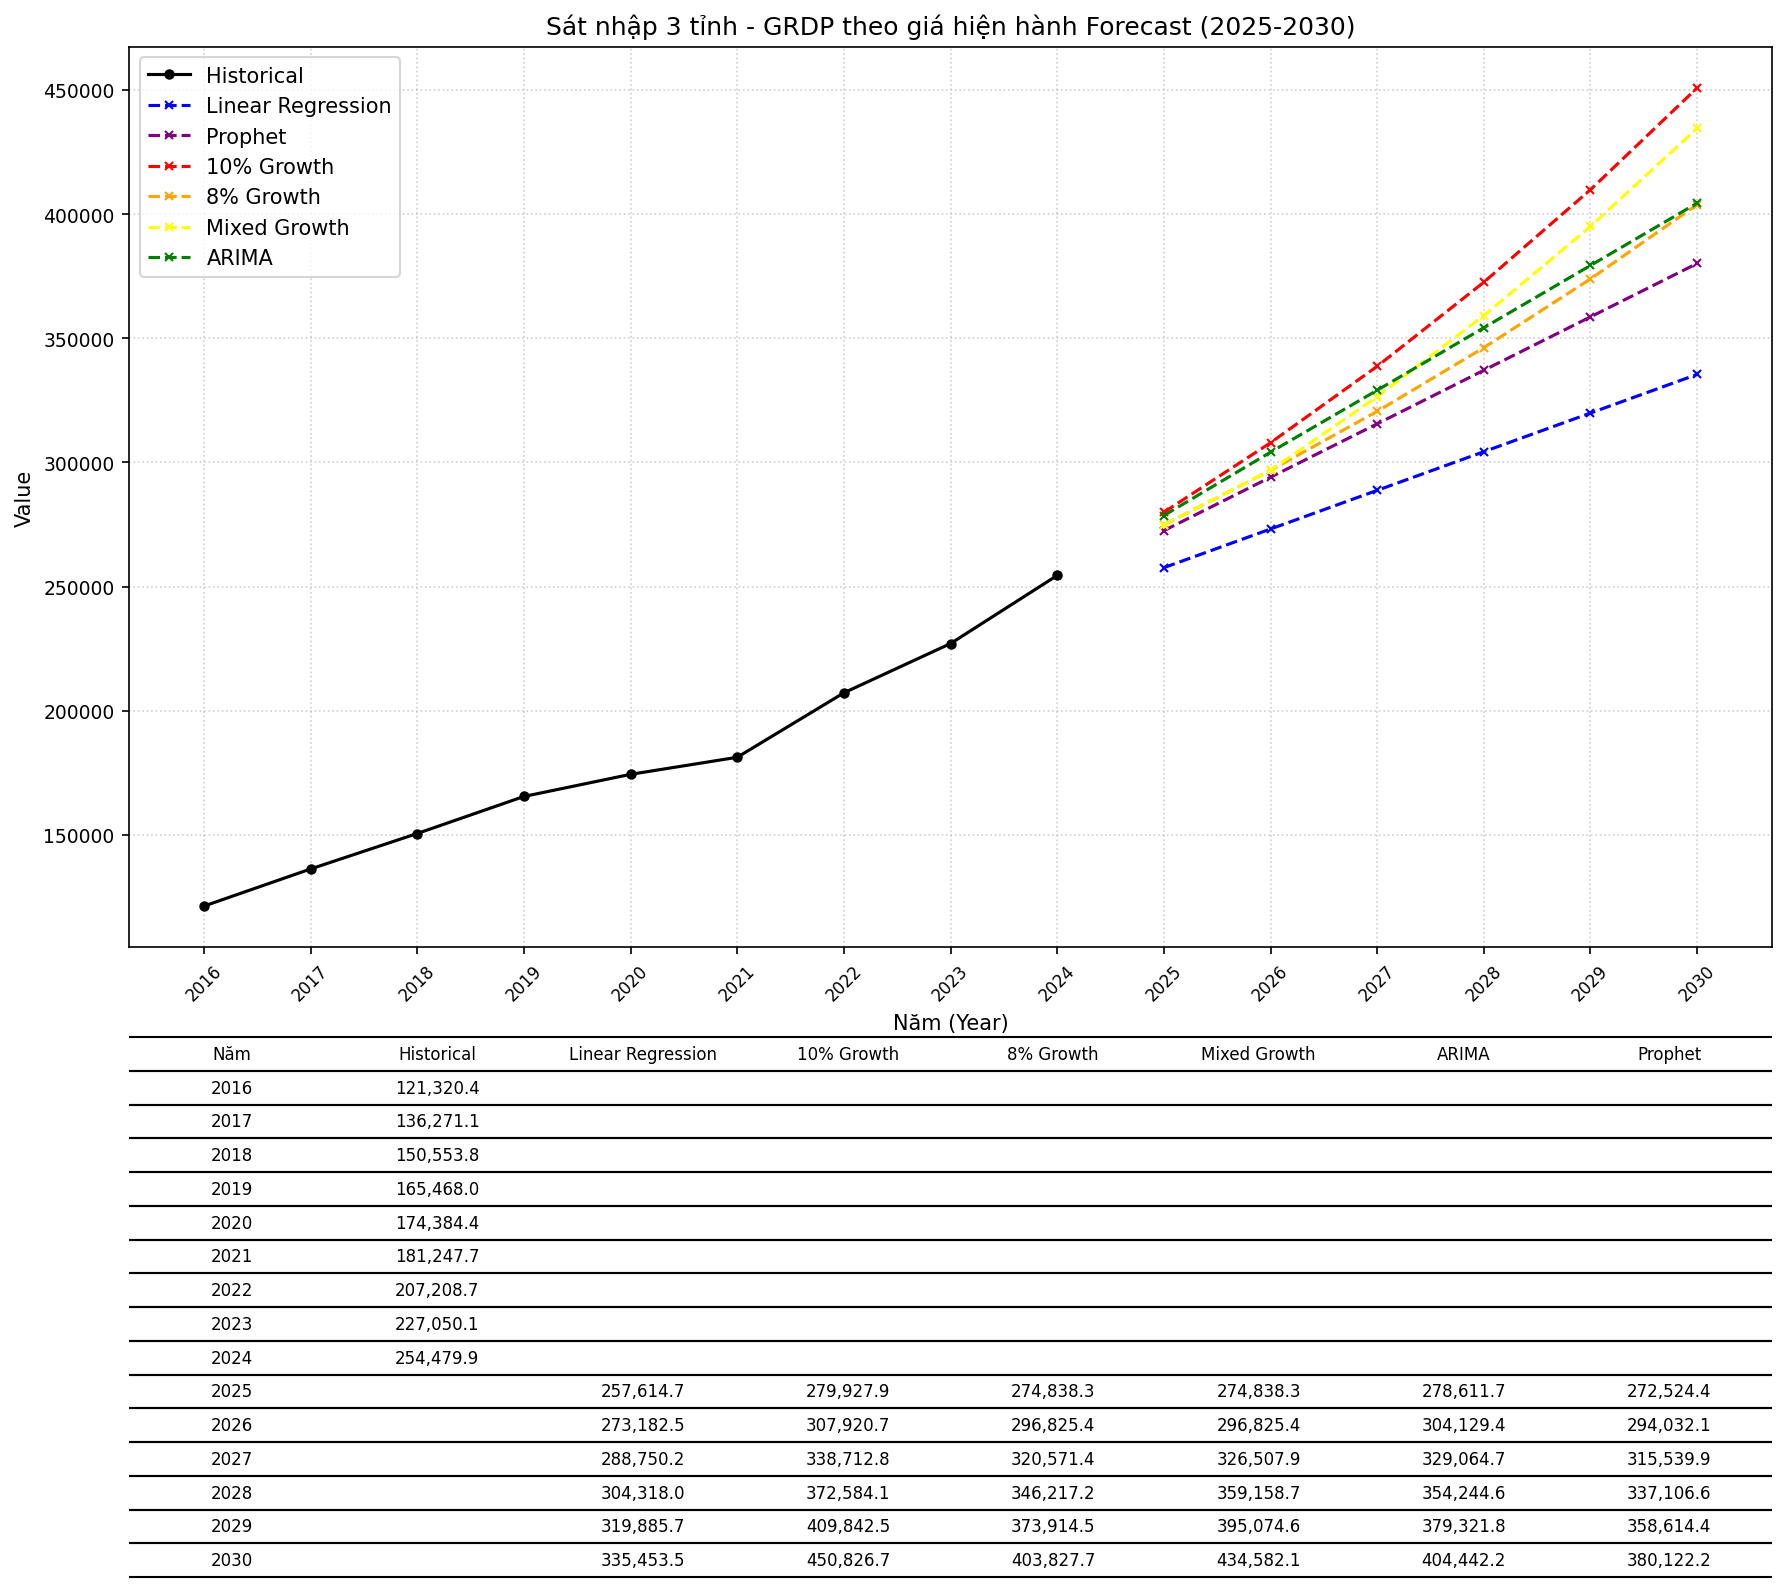 Sát nhập 3 tỉnh - GRDP theo giá hiện hành Forecast (2025-2030)
Historical
Linear Regression
Prophet
10% Growth
8% Growth
Mixed Growth
ARIMA
450000
400000
350000
300000
250000
200000
150000
Value
2016 2017 2018 2019 2020 2021 2022 2023 2024 2025 2026 2027 2028 2029 2030
Năm (Year)
Năm Historical Linear Regression 10% Growth 8% Growth Mixed Growth ARIMA Prophet
2016 121,320.4
2017 136,271.1
2018 150,553.8
2019 165,468.0
2020 174,384.4
2021 181,247.7
2022 207,208.7
2023 227,050.1
2024 254,479.9
2025 257,614.7 279,927.9 274,838.3 274,838.3 278,611.7 272,524.4
2026 273,182.5 307,920.7 296,825.4 296,825.4 304,129.4 294,032.1
2027 288,750.2 338,712.8 320,571.4 326,507.9 329,064.7 315,539.9
2028 304,318.0 372,584.1 346,217.2 359,158.7 354,244.6 337,106.6
2029 319,885.7 409,842.5 373,914.5 395,074.6 379,321.8 358,614.4
2030 335,453.5 450,826.7 403,827.7 434,582.1 404,442.2 380,122.2